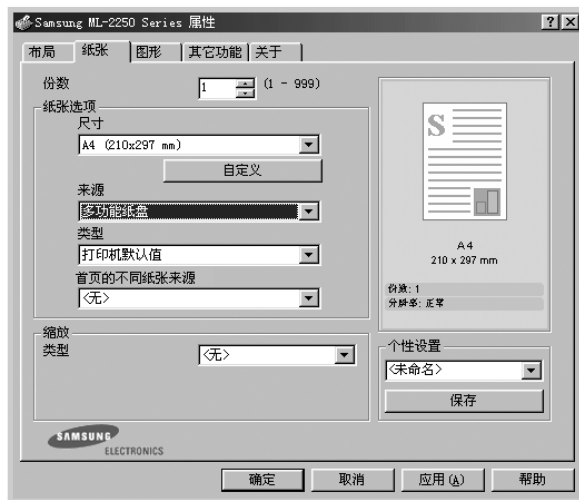 Samsung ML-2250 Series 属性
布局 纸张 图形 其它功能 关于
份数 1 (1 - 999)
纸张选项
尺寸
A4 (210x297 mm)
自定义
来源
多功能纸盘
类型
打印机默认值
首页的不同纸张来源
<无>
缩放
类型 <无>
S
A4
210 x 297 mm
份数: 1
分辨率: 正常
个性设置
<未命名>
保存
SAMSUNG
ELECTRONICS
确定 取消 应用(A) 帮助